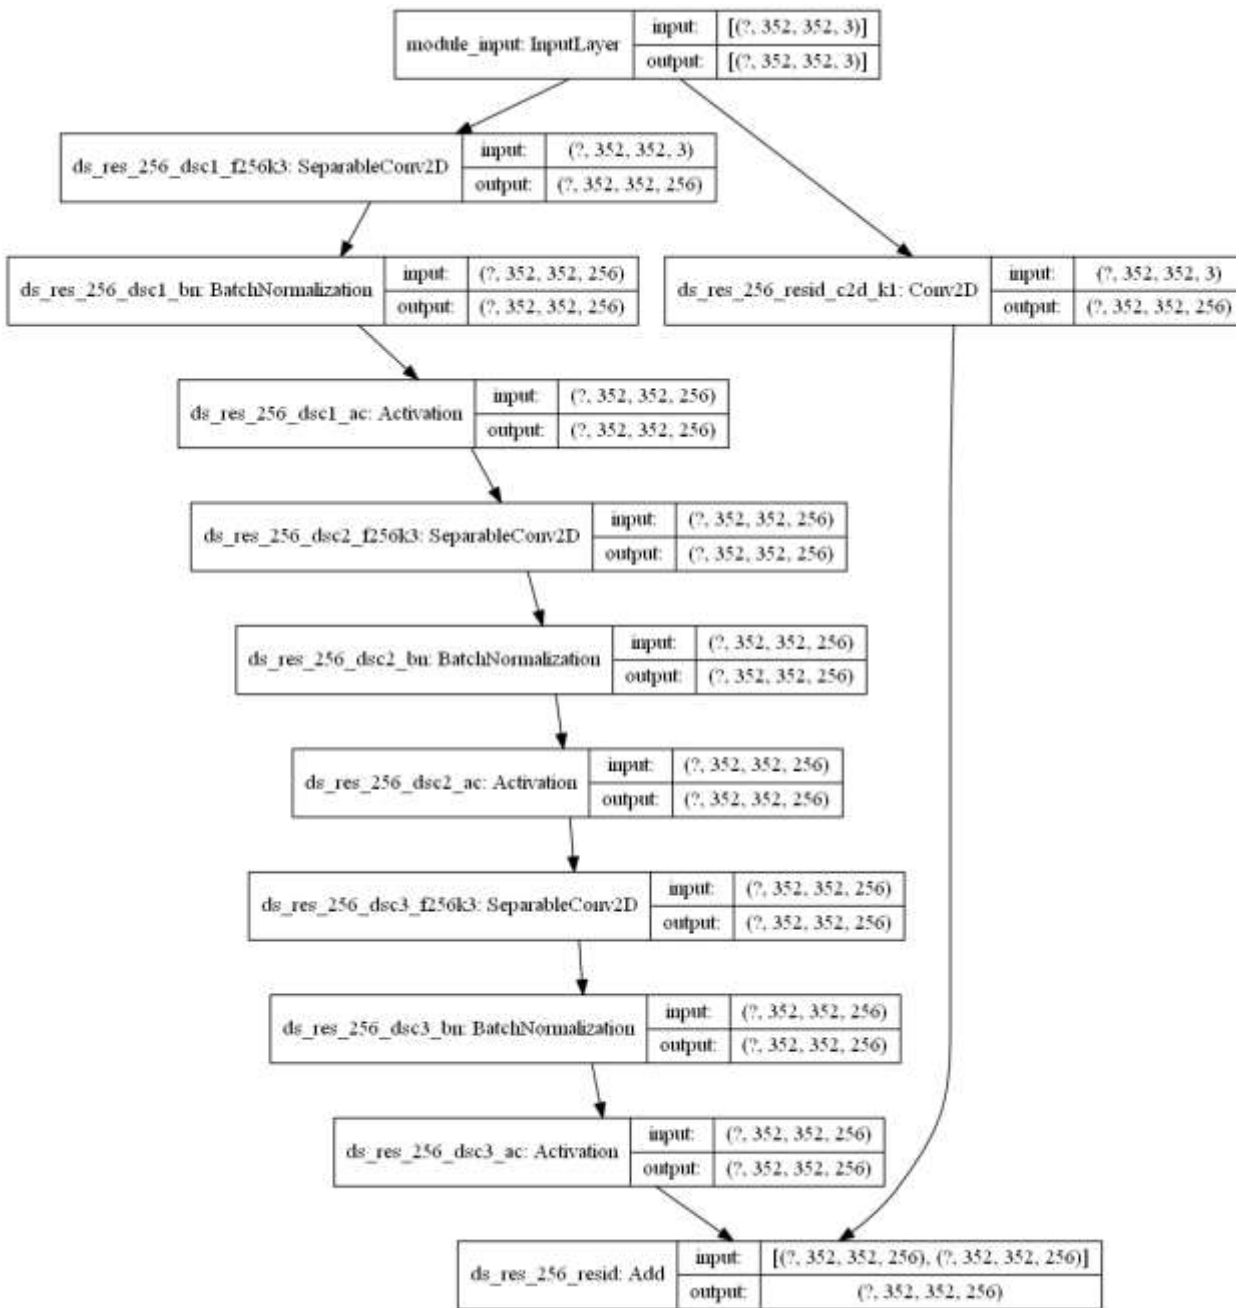 module_input: InputLayer
input: [(?, 352, 352, 3)]
output: [(?, 352, 352, 3)]
ds_res_256_dsc1_f256k3: SeparableConv2D
input: (?, 352, 352, 3)
output: (?, 352, 352, 256)
ds_res_256_dsc1_bn: BatchNormalization
input: (?, 352, 352, 256)
output: (?, 352, 352, 256)
ds_res_256_resid_c2d_k1: Conv2D
input: (?, 352, 352, 3)
output: (?, 352, 352, 256)
ds_res_256_dsc1_ac: Activation
input: (?, 352, 352, 256)
output: (?, 352, 352, 256)
ds_res_256_dsc2_f256k3: SeparableConv2D
input: (?, 352, 352, 256)
output: (?, 352, 352, 256)
ds_res_256_dsc2_bn: BatchNormalization
input: (?, 352, 352, 256)
output: (?, 352, 352, 256)
ds_res_256_dsc2_ac: Activation
input: (?, 352, 352, 256)
output: (?, 352, 352, 256)
ds_res_256_dsc3_f256k3: SeparableConv2D
input: (?, 352, 352, 256)
output: (?, 352, 352, 256)
ds_res_256_dsc3_bn: BatchNormalization
input: (?, 352, 352, 256)
output: (?, 352, 352, 256)
ds_res_256_dsc3_ac: Activation
input: (?, 352, 352, 256)
output: (?, 352, 352, 256)
ds_res_256_resid: Add
input: [(?, 352, 352, 256), (?, 352, 352, 256)]
output: (?, 352, 352, 256)